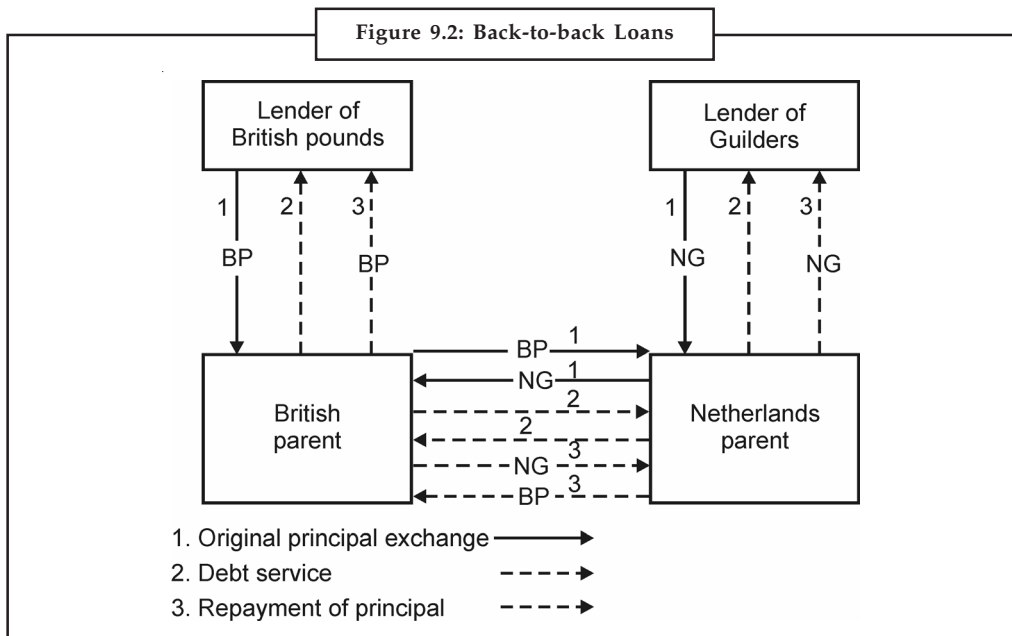 Figure 9.2: Back-to-back Loans
Lender of
British pounds
Lender of
Guilders
1 2 3
1 2 3
BP BP
NG NG
1
BP
1
NG
2
2
3
NG
3
BP
British
parent
Netherlands
parent
1. Original principal exchange
2. Debt service
3. Repayment of principal